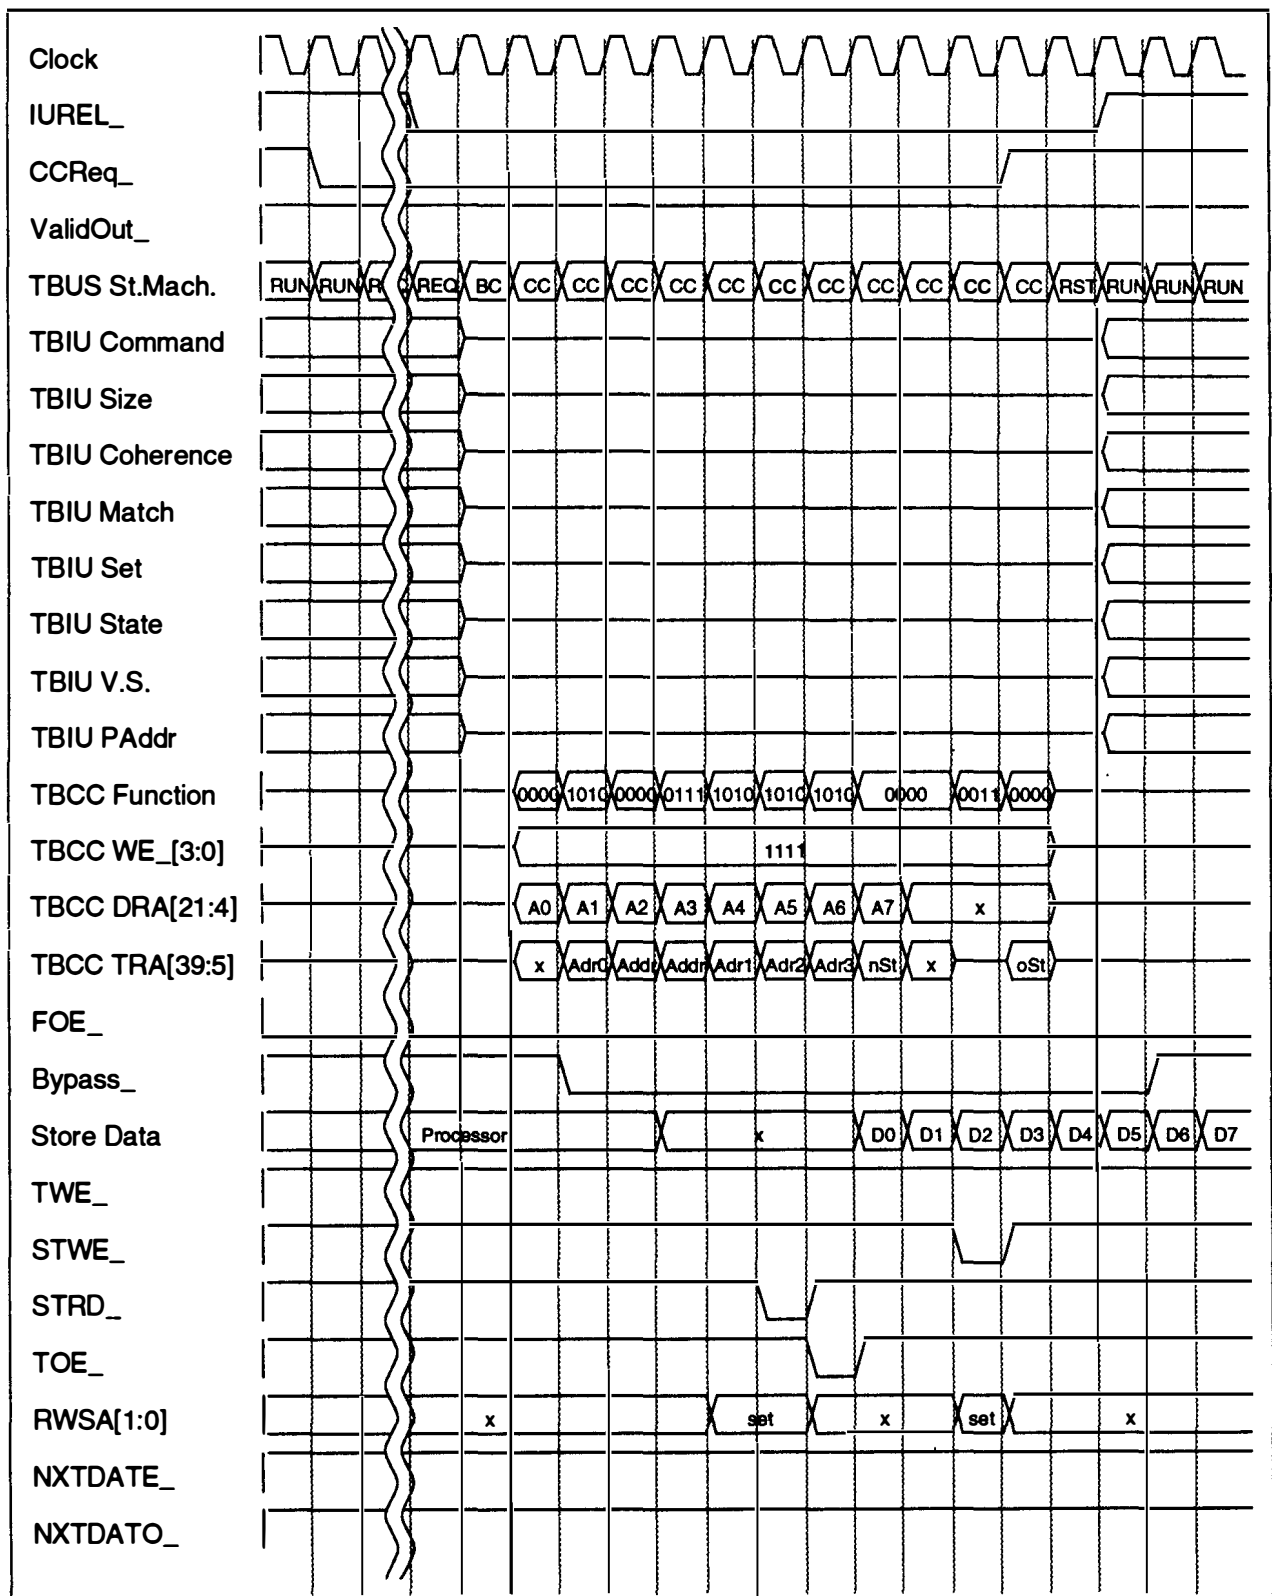 Clock
IUREL_
CCReq_
ValidOut_
TBUS St.Mach. RUN RUN REQ BC CC CC CC CC CC CC CC CC CC CC CC RST RUN RUN RUN
TBIU Command
TBIU Size
TBIU Coherence
TBIU Match
TBIU Set
TBIU State
TBIU V.S.
TBIU PAddr
TBCC Function 0000 1010 0000 0111 1010 1010 1010 0000 0011 0000
TBCC WE_[3:0] 1111
TBCC DRA[21:4] A0 A1 A2 A3 A4 A5 A6 A7 x
TBCC TRA[39:5] x Adr0 Addr Addr Adr1 Adr2 Adr3 nSt x oSt
FOE_
Bypass_
Store Data Processor x D0 D1 D2 D3 D4 D5 D6 D7
TWE_
STWE_
STRD_
TOE_
RWSA[1:0] x set x set x
NXTDATE_
NXTDATO_